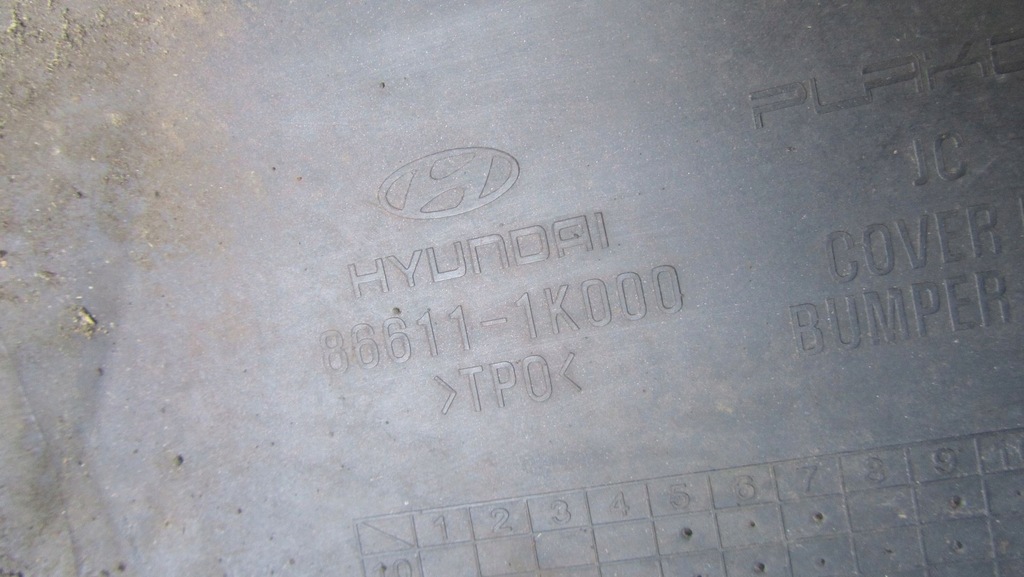 HYUNDAI
86611-1K000
>TPO<
JC
COVER
BUMPER
1 2 3 4 5 6 7 8 9
10